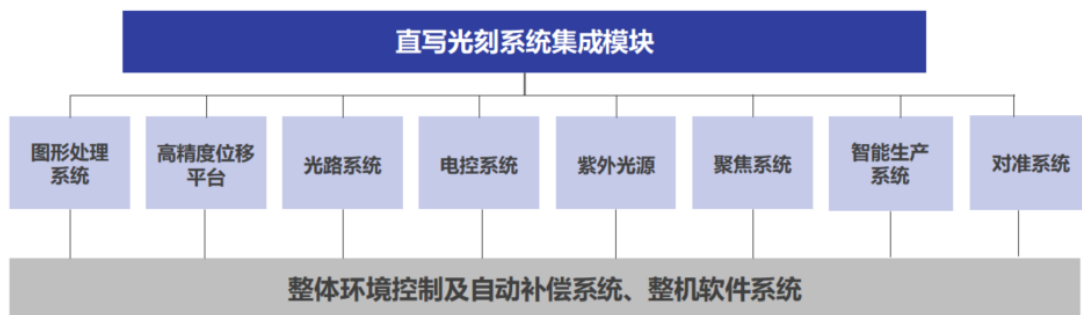 直写光刻系统集成模块
图形处理
系统
高精度位移
平台
光路系统
电控系统
紫外光源
聚焦系统
智能生产
系统
对准系统
整体环境控制及自动补偿系统、整机软件系统